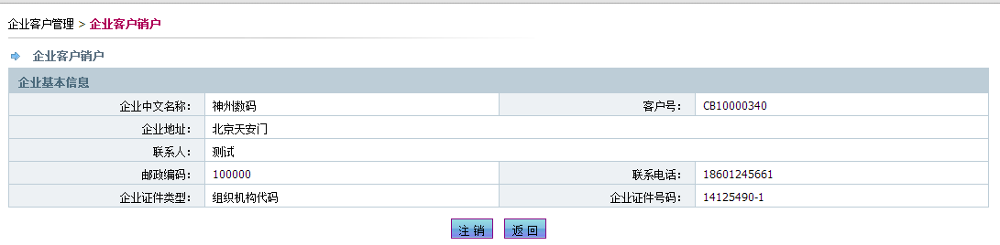 企业客户管理 > 企业客户销户
企业客户销户
企业基本信息
企业中文名称： 神州数码 客户号： CB10000340
企业地址： 北京天安门
联系人： 测试
邮政编码： 100000 联系电话： 18601245661
企业证件类型： 组织机构代码 企业证件号码： 14125490-1
注 销 返 回